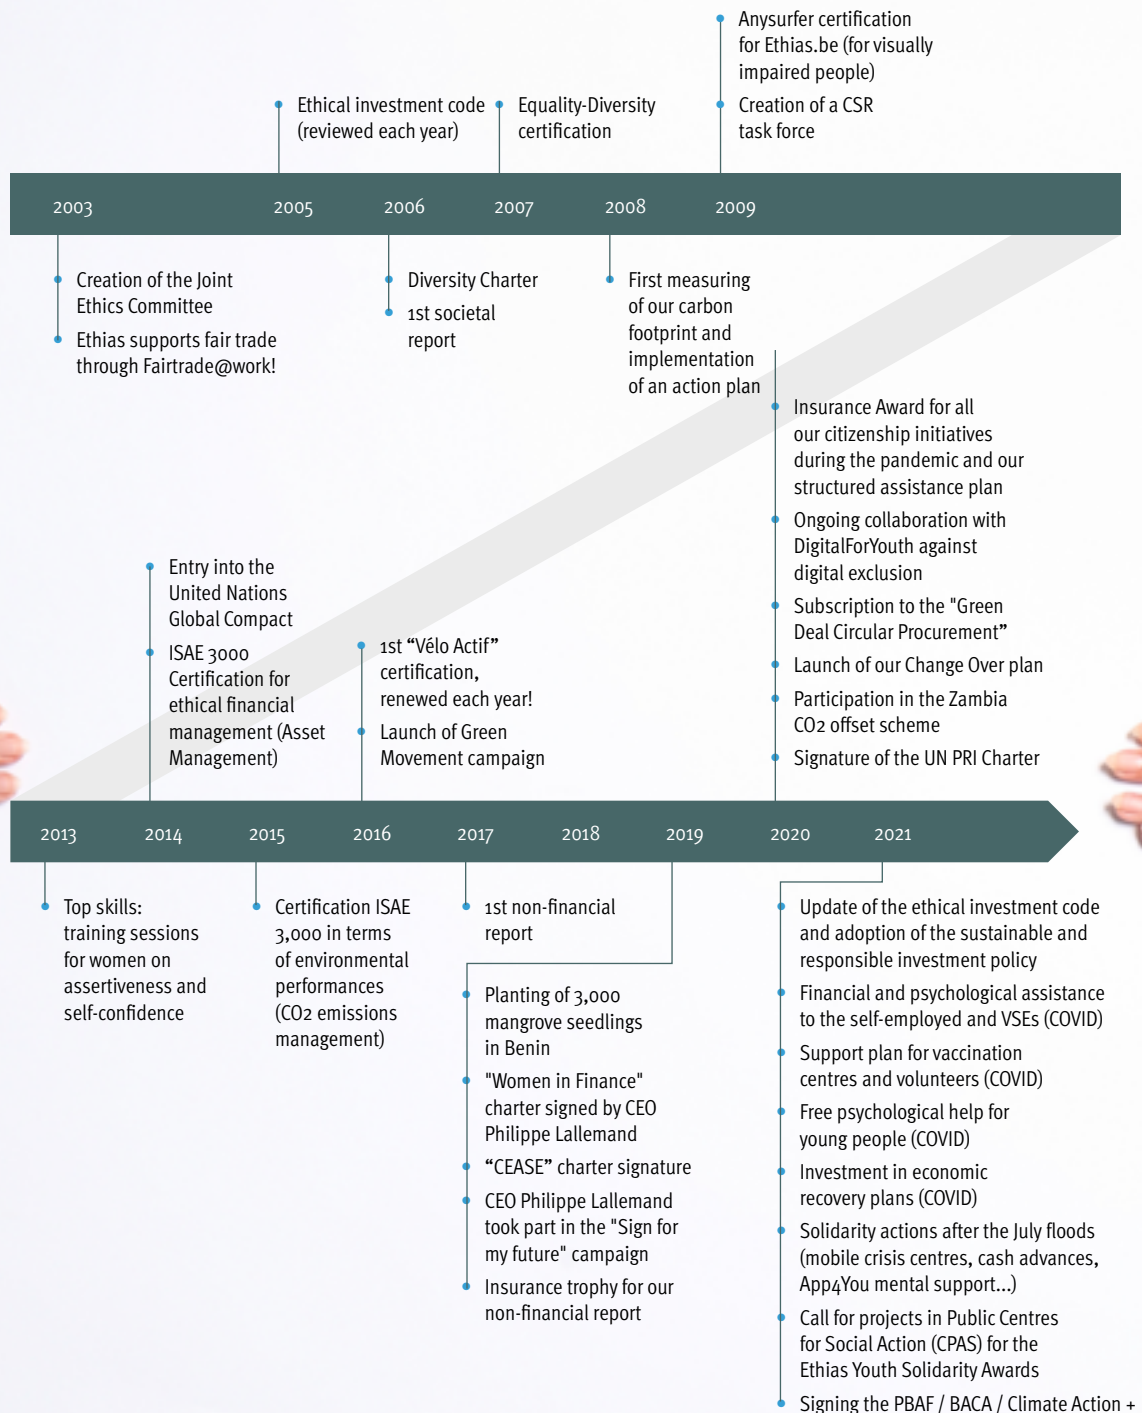 Anysurfer certification
for Ethias.be (for visually
impaired people)
Creation of a CSR
task force
Ethical investment code
(reviewed each year)
Equality-Diversity
certification
2003
2005
2006
2007
2008
2009
Creation of the Joint
Ethics Committee
Ethias supports fair trade
through Fairtrade@work!
Diversity Charter
1st societal
report
First measuring
of our carbon
footprint and
implementation
of an action plan
Insurance Award for all
our citizenship initiatives
during the pandemic and our
structured assistance plan
Ongoing collaboration with
DigitalForYouth against
digital exclusion
Subscription to the "Green
Deal Circular Procurement”
Launch of our Change Over plan
Participation in the Zambia
CO2 offset scheme
Signature of the UN PRI Charter
Entry into the
United Nations
Global Compact
ISAE 3000
Certification for
ethical financial
management (Asset
Management)
1st “Vélo Actif”
certification,
renewed each year!
Launch of Green
Movement campaign
2013
2014
2015
2016
2017
2018
2019
2020
2021
Top skills:
training sessions
for women on
assertiveness and
self-confidence
Certification ISAE
3,000 in terms
of environmental
performances
(CO2 emissions
management)
1st non-financial
report
Planting of 3,000
mangrove seedlings
in Benin
"Women in Finance"
charter signed by CEO
Philippe Lallemand
“CEASE” charter signature
CEO Philippe Lallemand
took part in the "Sign for
my future" campaign
Insurance trophy for our
non-financial report
Update of the ethical investment code
and adoption of the sustainable and
responsible investment policy
Financial and psychological assistance
to the self-employed and VSEs (COVID)
Support plan for vaccination
centres and volunteers (COVID)
Free psychological help for
young people (COVID)
Investment in economic
recovery plans (COVID)
Solidarity actions after the July floods
(mobile crisis centres, cash advances,
App4You mental support...)
Call for projects in Public Centres
for Social Action (CPAS) for the
Ethias Youth Solidarity Awards
Signing the PBAF / BACA / Climate Action +